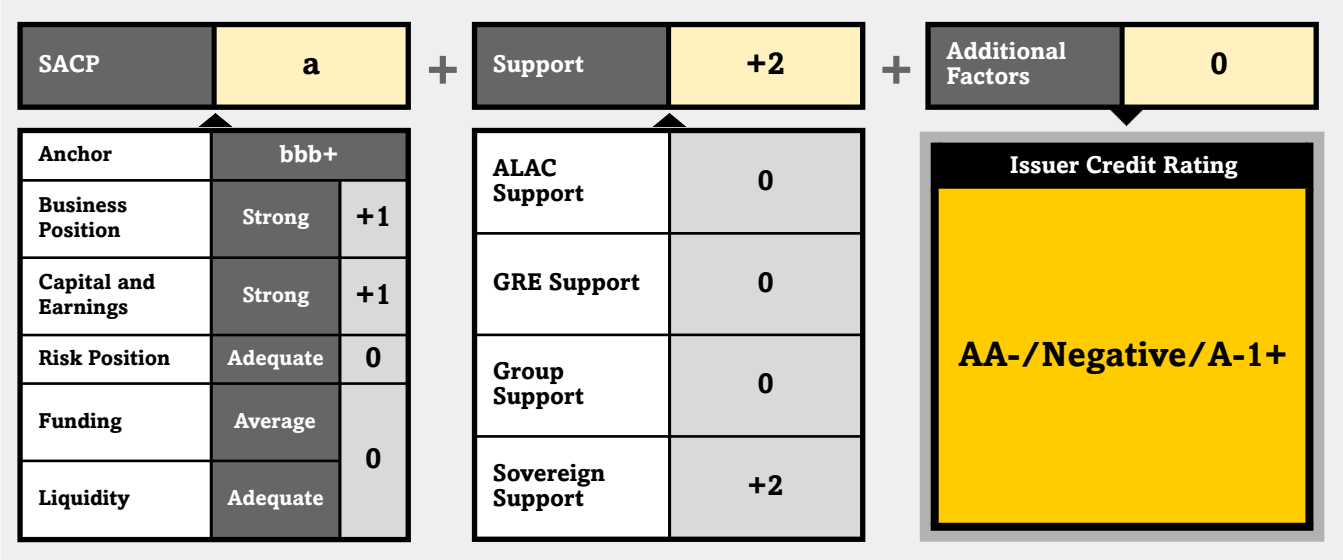 SACP
a
+
Support
+2
+
Additional
Factors
0
Anchor
bbb+
Business
Position
Strong
+1
Capital and
Earnings
Strong
+1
Risk Position
Adequate
0
Funding
Average
0
Liquidity
Adequate
ALAC
Support
0
GRE Support
0
Group
Support
0
Sovereign
Support
+2
Issuer Credit Rating
AA-/Negative/A-1+